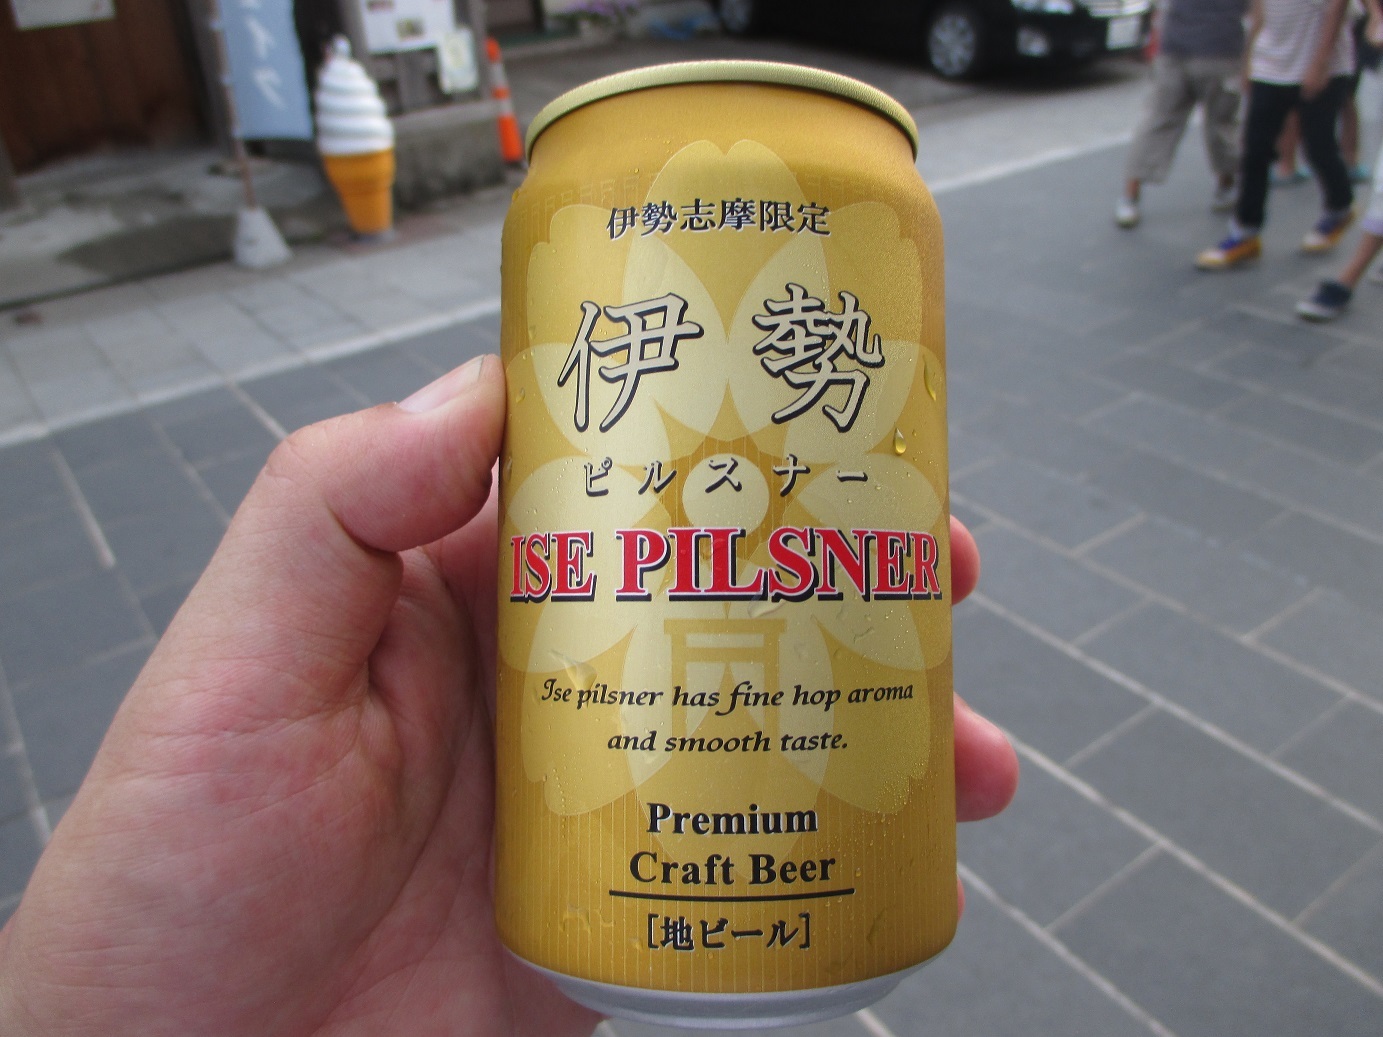 伊勢志摩限定
伊勢
ピルスナー
ISE PILSNER
Ise pilsner has fine hop aroma
and smooth taste.
Premium
Craft Beer
[地ビール]